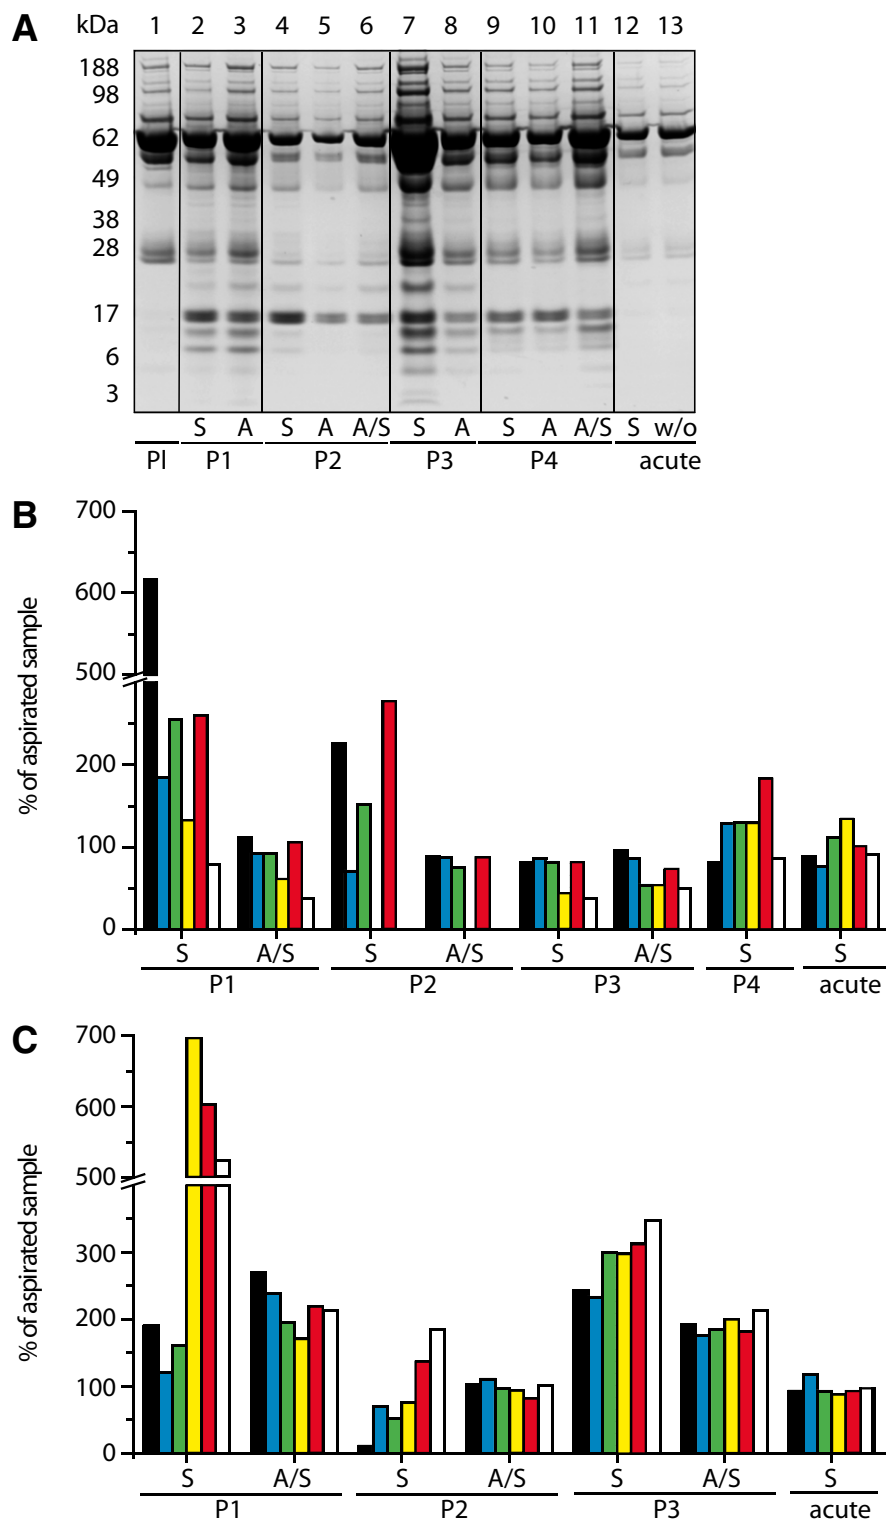 A kDa 1 2 3 4 5 6 7 8 9 10 11 12 13
188
98
62
49
38
28
17
6
3
S A S A A/S S A S A A/S S w/o
Pl P1 P2 P3 P4 acute
B
% of aspirated sample
700
600
500
200
100
0
S A/S S A/S S A/S S S
P1 P2 P3 P4 acute
C
% of aspirated sample
700
600
500
300
200
100
0
S A/S S A/S S A/S S
P1 P2 P3 acute